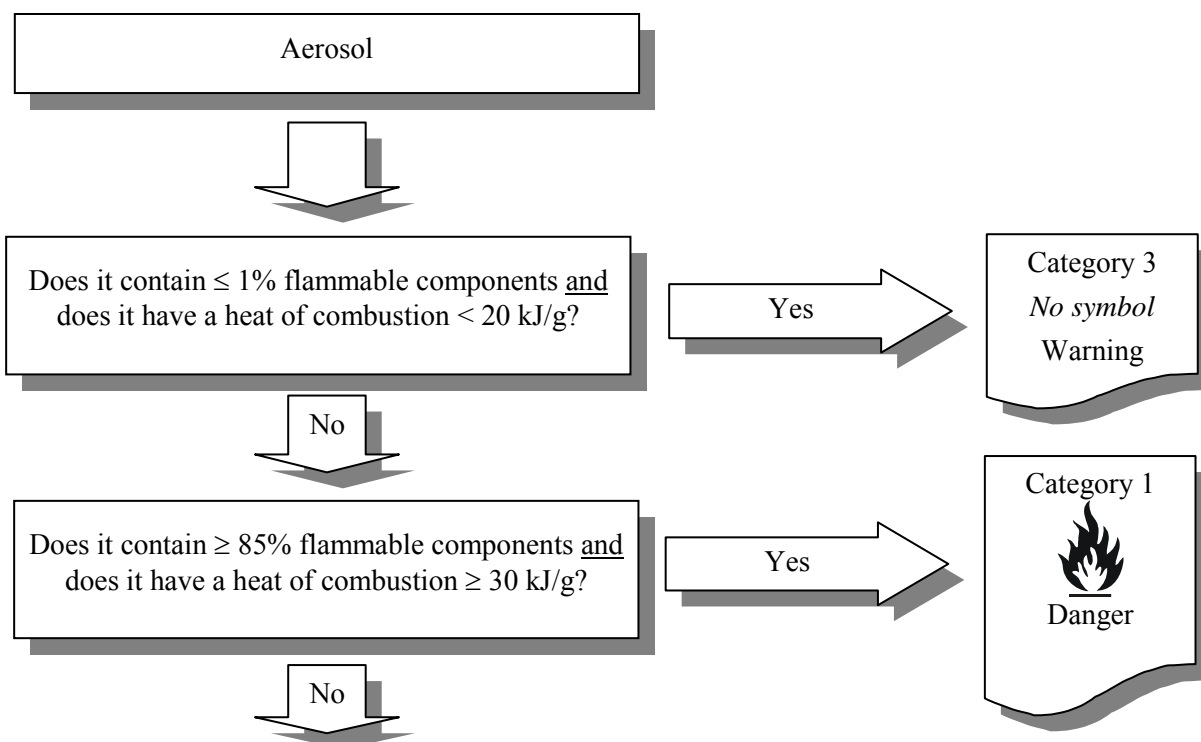 Aerosol
Does it contain ≤ 1% flammable components and
does it have a heat of combustion < 20 kJ/g?
Yes
Category 3
No symbol
Warning
No
Does it contain ≥ 85% flammable components and
does it have a heat of combustion ≥ 30 kJ/g?
Yes
Category 1
Danger
No